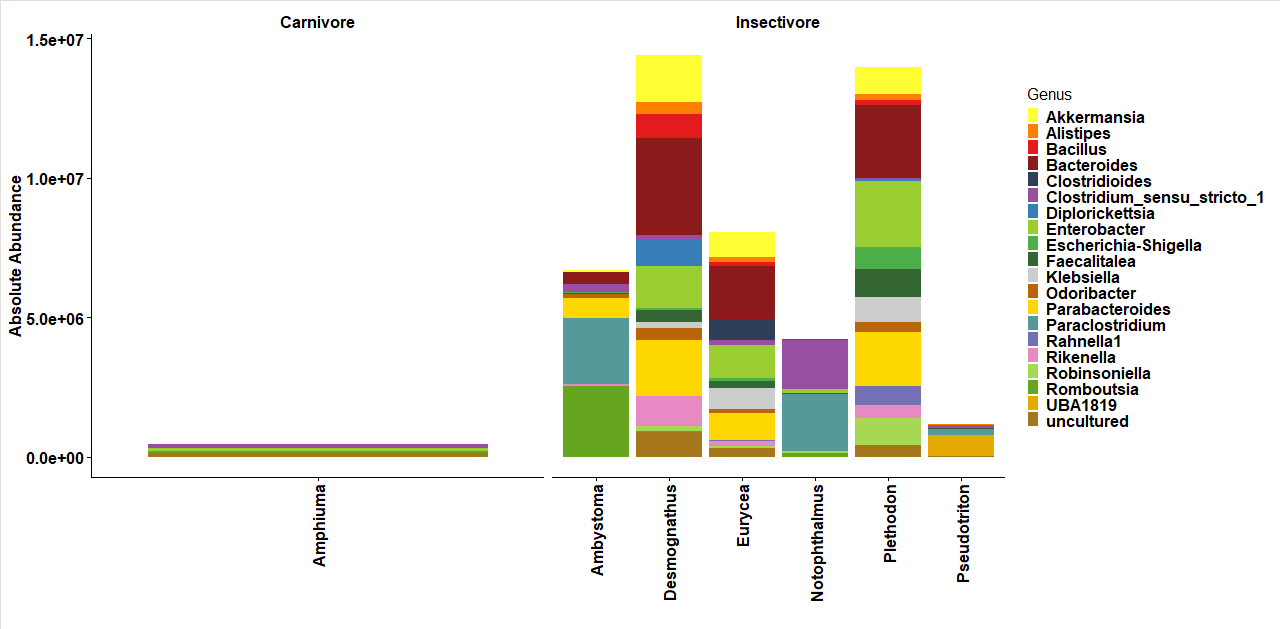 Carnivore
Insectivore
Absolute Abundance
1.5e+07
1.0e+07
5.0e+06
0.0e+00
Amphiuma
Ambystoma
Desmognathus
Eurycea
Notophthalmus
Plethodon
Pseudotriton
Genus
Akkermansia
Alistipes
Bacillus
Bacteroides
Clostridioides
Clostridium_sensu_stricto_1
Diplorickettsia
Enterobacter
Escherichia-Shigella
Faecalitalea
Klebsiella
Odoribacter
Parabacteroides
Paraclostridium
Rahnella1
Rikenella
Robinsoniella
Romboutsia
UBA1819
uncultured